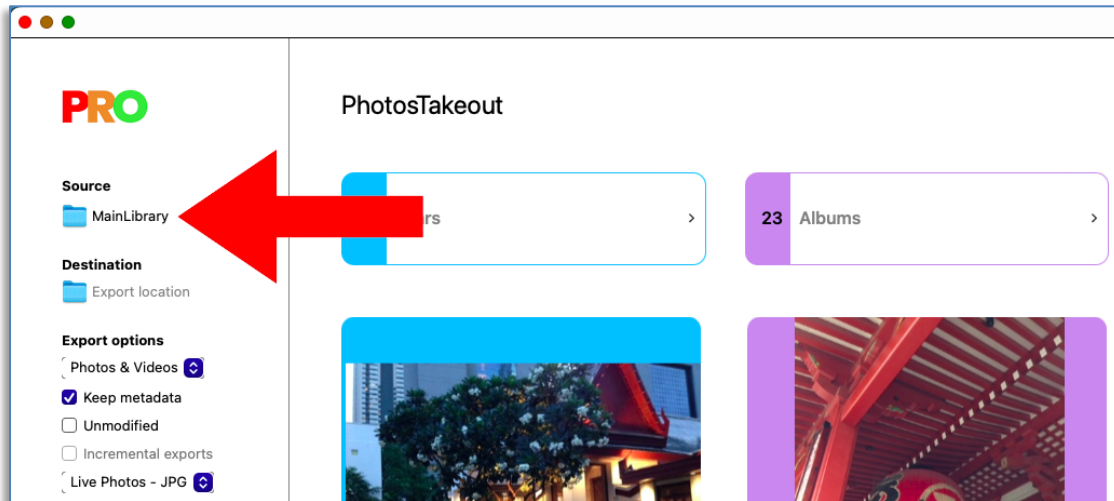 PRO
PhotosTakeout
Source
MainLibrary
23 Albums
Destination
Export location
Export options
Photos & Videos
Keep metadata
Unmodified
Incremental exports
Live Photos - JPG